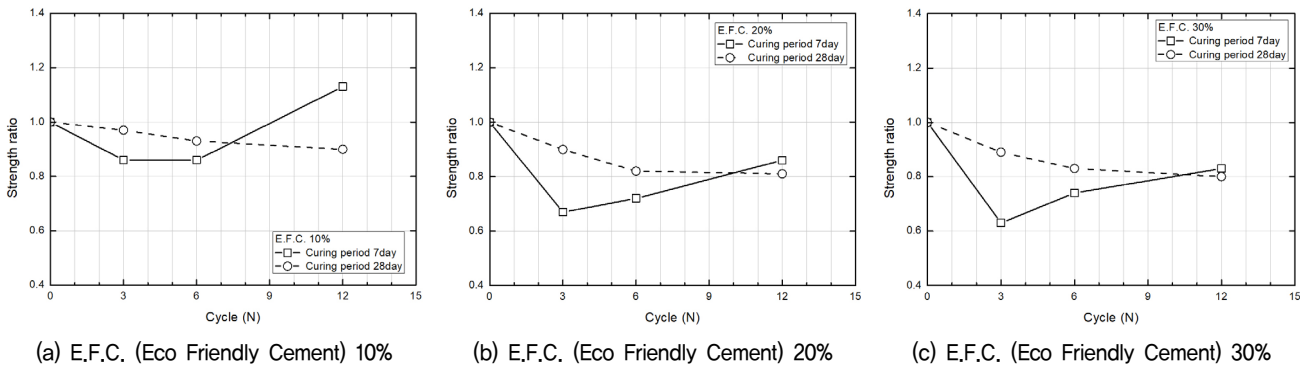 1.4
1.2
1.0
0.8
0.6
0.4
Strength ratio
E.F.C. 10%
Curing period 7day
Curing period 28day
0 3 6 9 12 15
Cycle (N)
(a) E.F.C. (Eco Friendly Cement) 10%
1.4
1.2
1.0
0.8
0.6
0.4
Strength ratio
E.F.C. 20%
Curing period 7day
Curing period 28day
0 3 6 9 12 15
Cycle (N)
(b) E.F.C. (Eco Friendly Cement) 20%
1.4
1.2
1.0
0.8
0.6
0.4
Strength ratio
E.F.C. 30%
Curing period 7day
Curing period 28day
0 3 6 9 12 15
Cycle (N)
(c) E.F.C. (Eco Friendly Cement) 30%